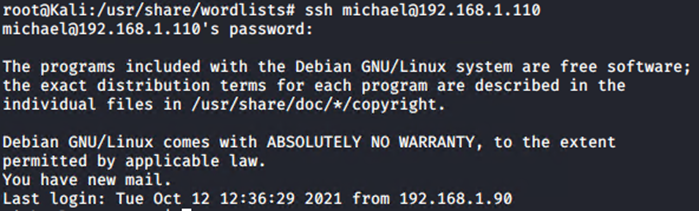 root@Kali:/usr/share/wordlists# ssh michael@192.168.1.110
michael@192.168.1.110's password:
The programs included with the Debian GNU/Linux system are free software;
the exact distribution terms for each program are described in the
individual files in /usr/share/doc/*/copyright.
Debian GNU/Linux comes with ABSOLUTELY NO WARRANTY, to the extent
permitted by applicable law.
You have new mail.
Last login: Tue Oct 12 12:36:29 2021 from 192.168.1.90